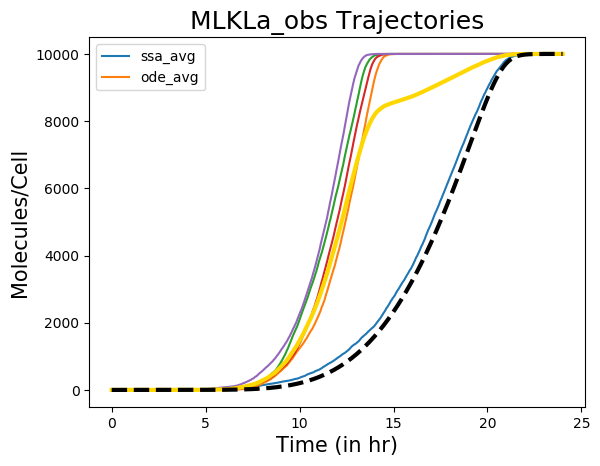 MLKLa_obs Trajectories
ssa_avg
ode_avg
10000
8000
6000
4000
2000
0
Molecules/Cell
0 5 10 15 20 25
Time (in hr)